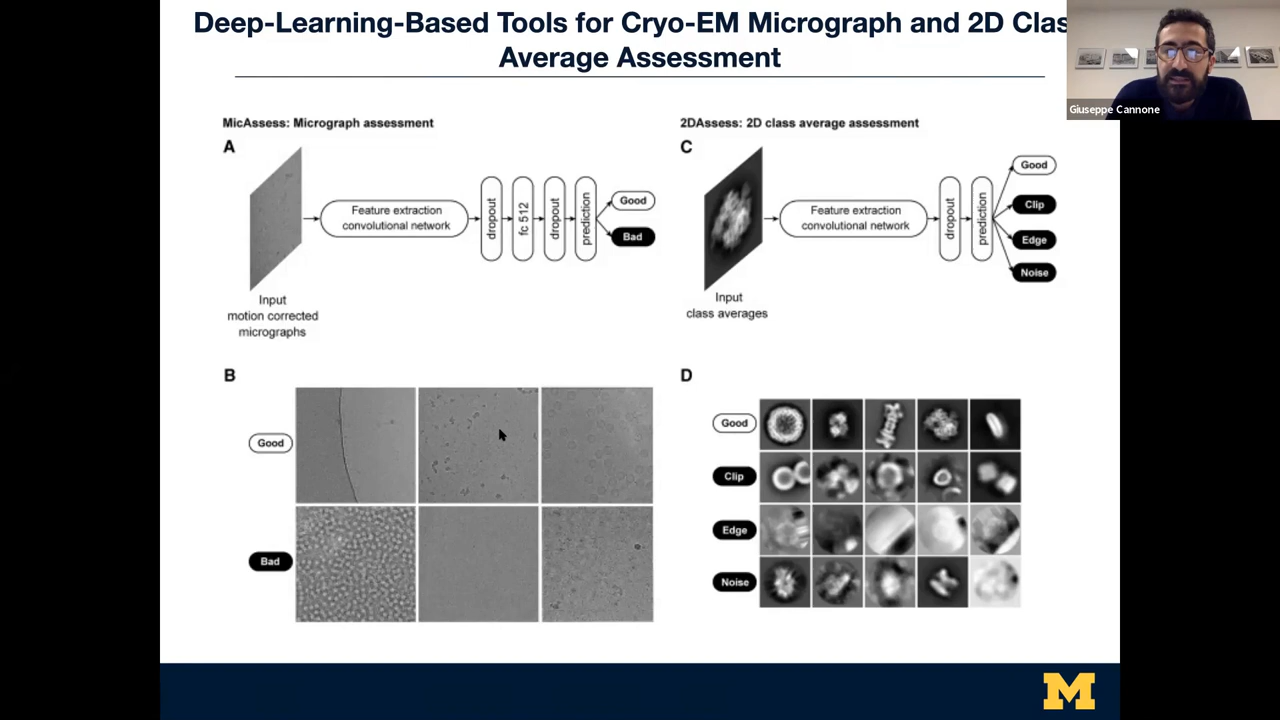 Deep-Learning-Based Tools for Cryo-EM Micrograph and 2D Clas
Average Assessment
Giuseppe Cannone
MicAssess: Micrograph assessment
A
Input
motion corrected
micrographs
Feature extraction
convolutional network
dropout
fc 512
dropout
prediction
Good
Bad
2DAssess: 2D class average assessment
C
Input
class averages
Feature extraction
convolutional network
dropout
prediction
Good
Clip
Edge
Noise
B
Good
Bad
D
Good
Clip
Edge
Noise
M